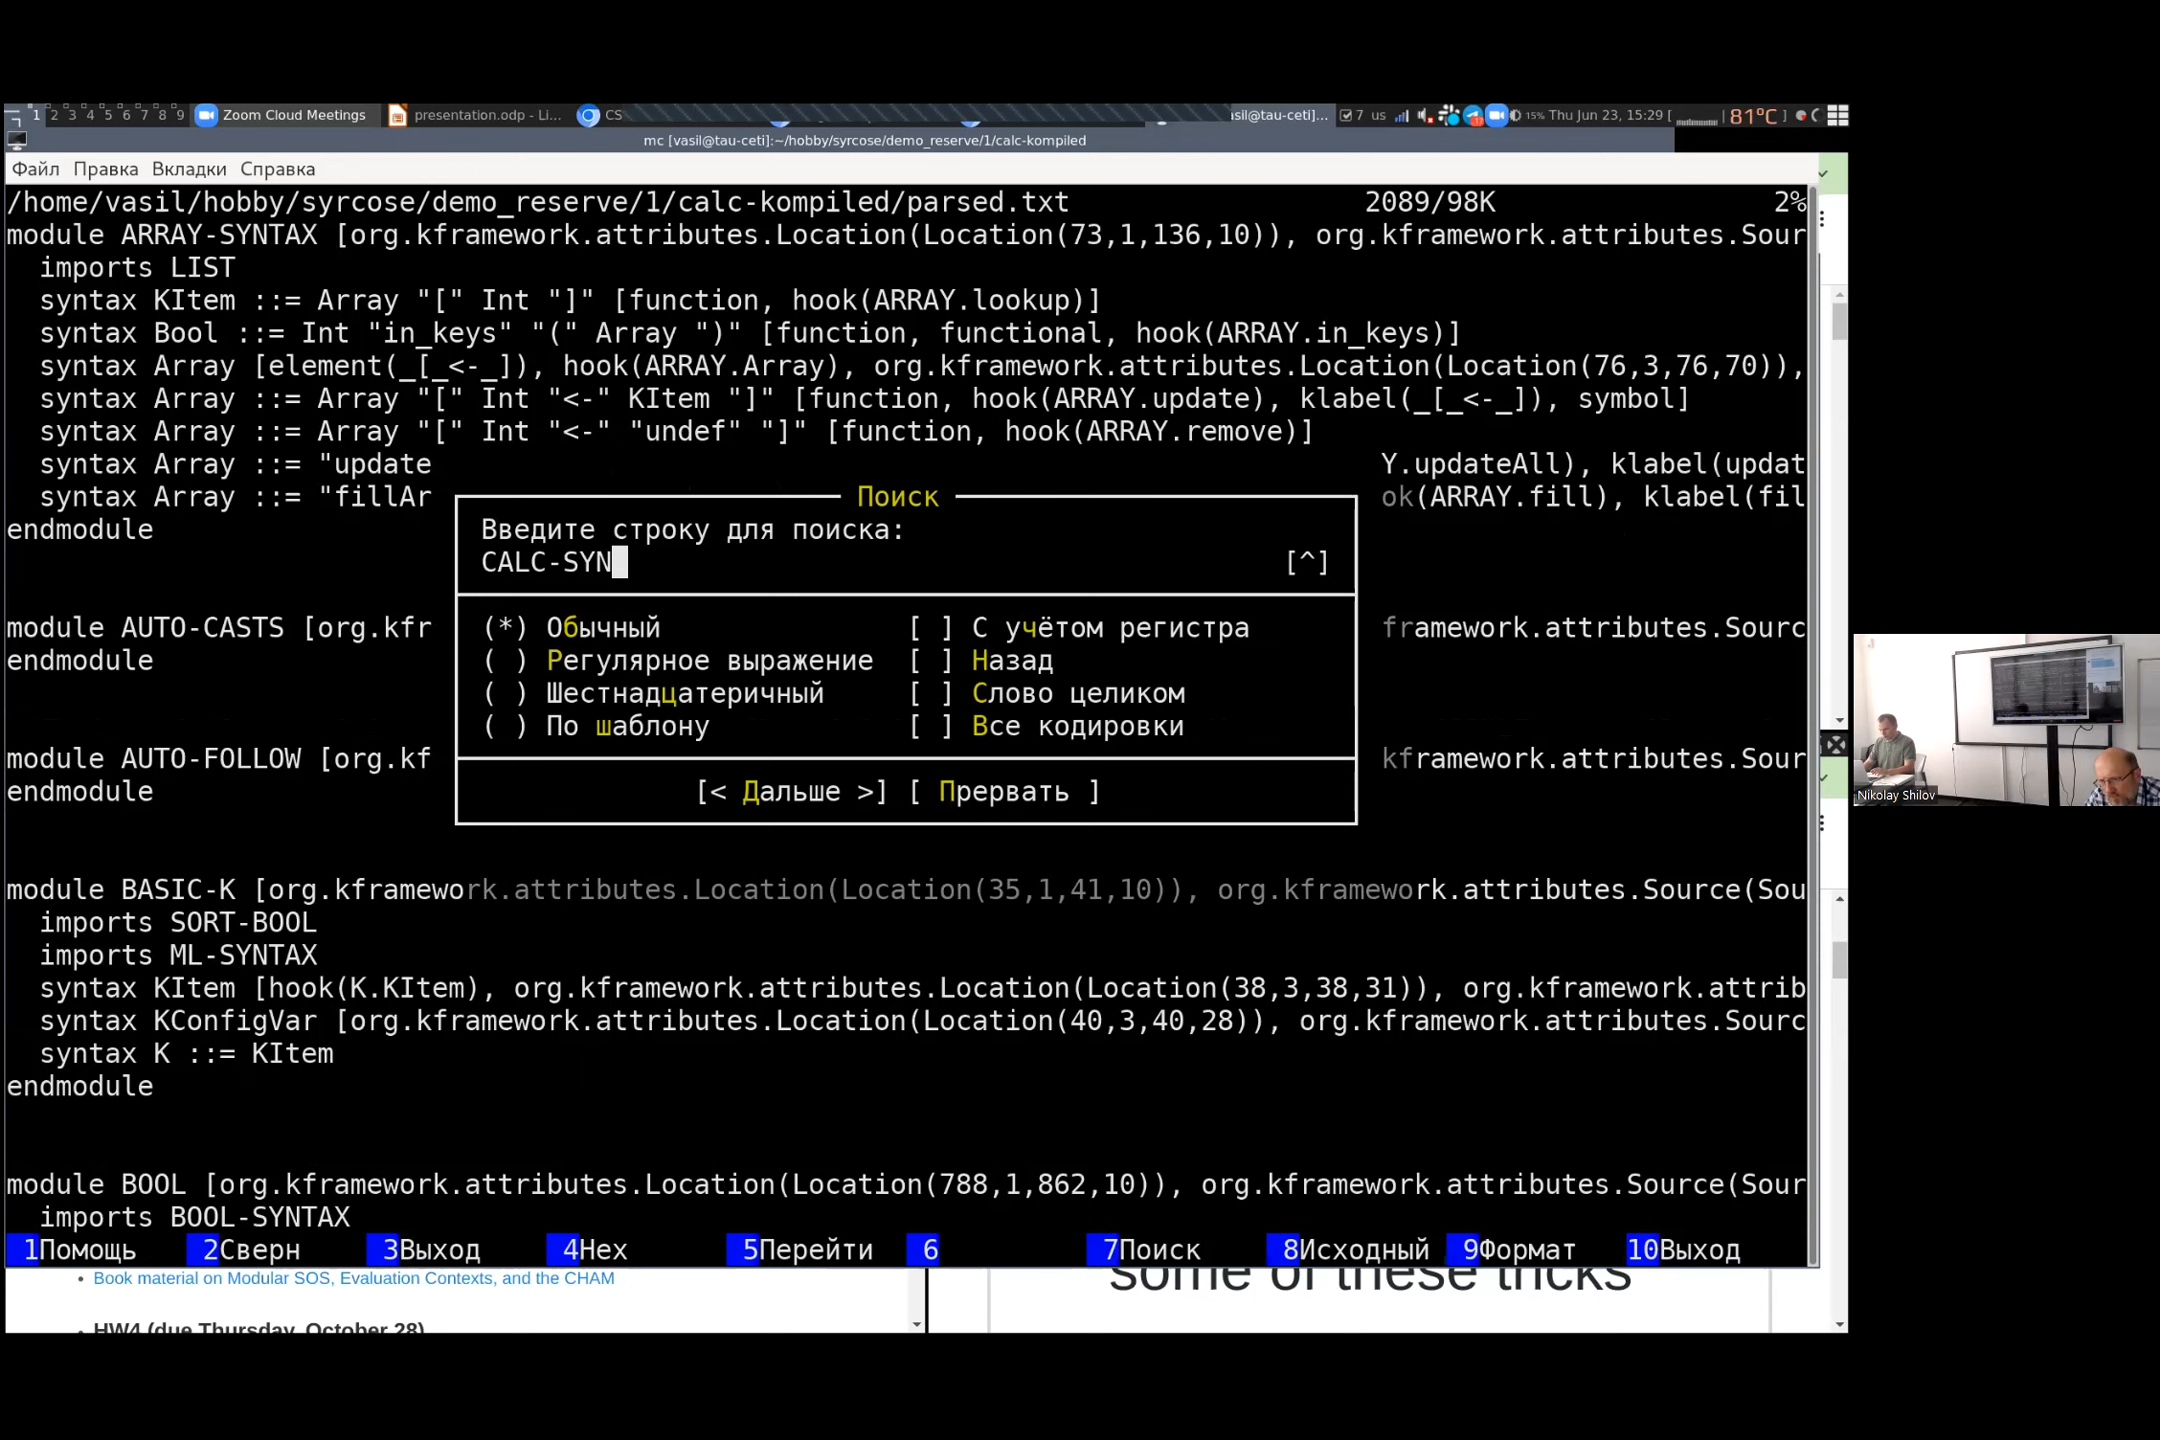 1 2 3 4 5 6 7 8 9 Zoom Cloud Meetings presentation.odp - Li... CS asil@tau-ceti]... 7 us 15% Thu Jun 23, 15:29 [ | 81°C ]
mc [vasil@tau-ceti]:~/hobby/syrcose/demo_reserve/1/calc-kompiled
Файл Правка Вкладки Справка
/home/vasil/hobby/syrcose/demo_reserve/1/calc-kompiled/parsed.txt 2089/98K 2%
module ARRAY-SYNTAX [org.kframework.attributes.Location(Location(73,1,136,10)), org.kframework.attributes.Sour
imports LIST
syntax KItem ::= Array "[" Int "]" [function, hook(ARRAY.lookup)]
syntax Bool ::= Int "in_keys" "(" Array ")" [function, functional, hook(ARRAY.in_keys)]
syntax Array [element(_[_<-_]), hook(ARRAY.Array), org.kframework.attributes.Location(Location(76,3,76,70)),
syntax Array ::= Array "[" Int "<-" KItem "]" [function, hook(ARRAY.update), klabel(_[_<-_]), symbol]
syntax Array ::= Array "[" Int "<-" "undef" "]" [function, hook(ARRAY.remove)]
syntax Array ::= "update Y.updateAll), klabel(updat
syntax Array ::= "fillAr ok(ARRAY.fill), klabel(fil
endmodule
Поиск
Введите строку для поиска:
CALC-SYN [^]
(*) Обычный [ ] С учётом регистра
( ) Регулярное выражение [ ] Назад
( ) Шестнадцатеричный [ ] Слово целиком
( ) По шаблону [ ] Все кодировки
[< Дальше >] [ Прервать ]
module AUTO-CASTS [org.kfr framework.attributes.Sourc
endmodule
module AUTO-FOLLOW [org.kf kframework.attributes.Sour
endmodule
module BASIC-K [org.kframework.attributes.Location(Location(35,1,41,10)), org.kframework.attributes.Source(Sou
imports SORT-BOOL
imports ML-SYNTAX
syntax KItem [hook(K.KItem), org.kframework.attributes.Location(Location(38,3,38,31)), org.kframework.attrib
syntax KConfigVar [org.kframework.attributes.Location(Location(40,3,40,28)), org.kframework.attributes.Sourc
syntax K ::= KItem
endmodule
module BOOL [org.kframework.attributes.Location(Location(788,1,862,10)), org.kframework.attributes.Source(Sour
imports BOOL-SYNTAX
1Помощь 2Сверн 3Выход 4Hex 5Перейти 6 7Поиск 8Исходный 9Формат 10Выход
Book material on Modular SOS, Evaluation Contexts, and the CHAM
HW4 (due Thursday, October 28)
some of these tricks
Nikolay Shilov